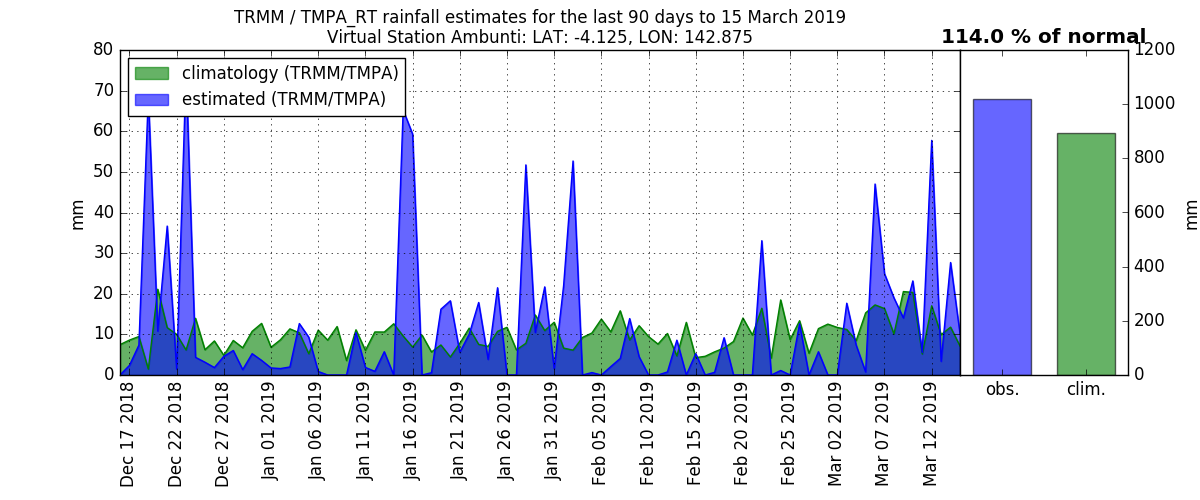 TRMM / TMPA_RT rainfall estimates for the last 90 days to 15 March 2019
Virtual Station Ambunti: LAT: -4.125, LON: 142.875
114.0 % of normal
climatology (TRMM/TMPA)
estimated (TRMM/TMPA)
80
70
60
50
40
30
20
10
0
mm
Dec 17 2018
Dec 22 2018
Dec 27 2018
Jan 01 2019
Jan 06 2019
Jan 11 2019
Jan 16 2019
Jan 21 2019
Jan 26 2019
Jan 31 2019
Feb 05 2019
Feb 10 2019
Feb 15 2019
Feb 20 2019
Feb 25 2019
Mar 02 2019
Mar 07 2019
Mar 12 2019
obs.
clim.
1200
1000
800
600
400
200
0
mm